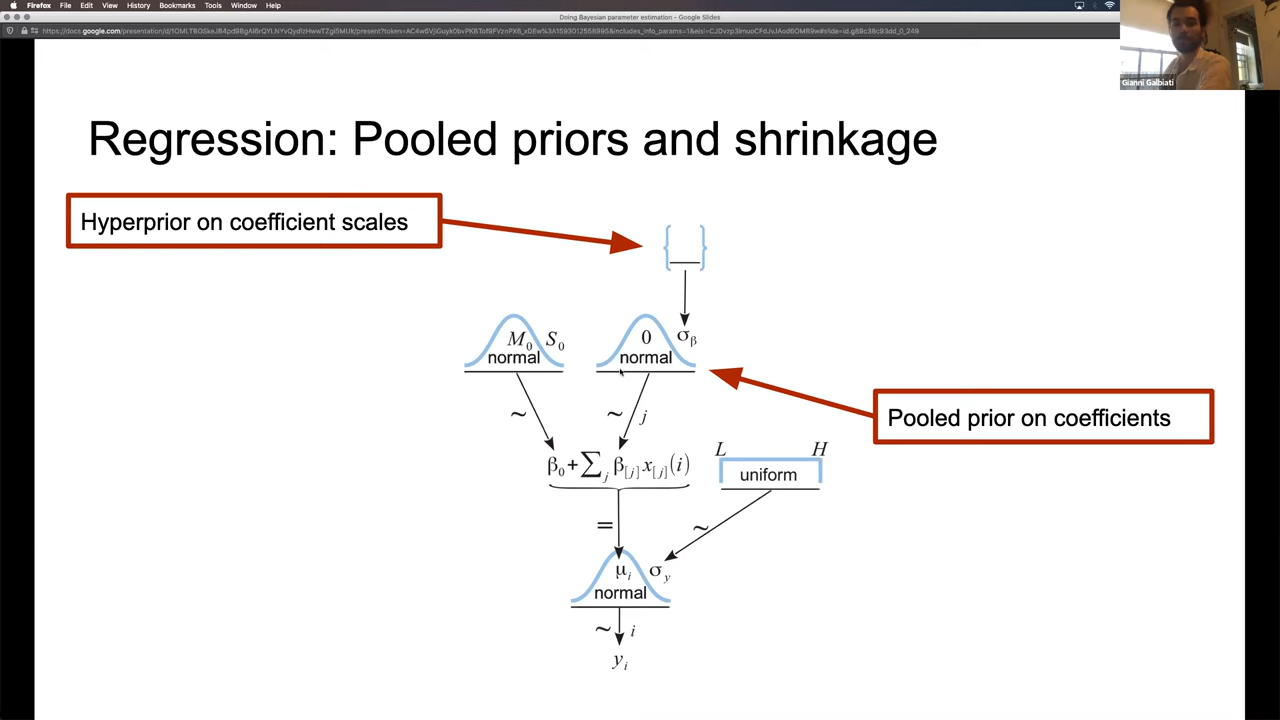 Firefox File Edit View History Bookmarks Tools Window Help
Doing Bayesian parameter estimation - Google Slides
Gianni Galbiati
Regression: Pooled priors and shrinkage
Hyperprior on coefficient scales
{ _ }
M₀ S₀
normal
0 σᵦ
normal
Pooled prior on coefficients
~
~ j
β₀ + ∑ⱼ β[j] x[j](i)
L H
uniform
=
~
μᵢ σᵧ
normal
~ i
yᵢ